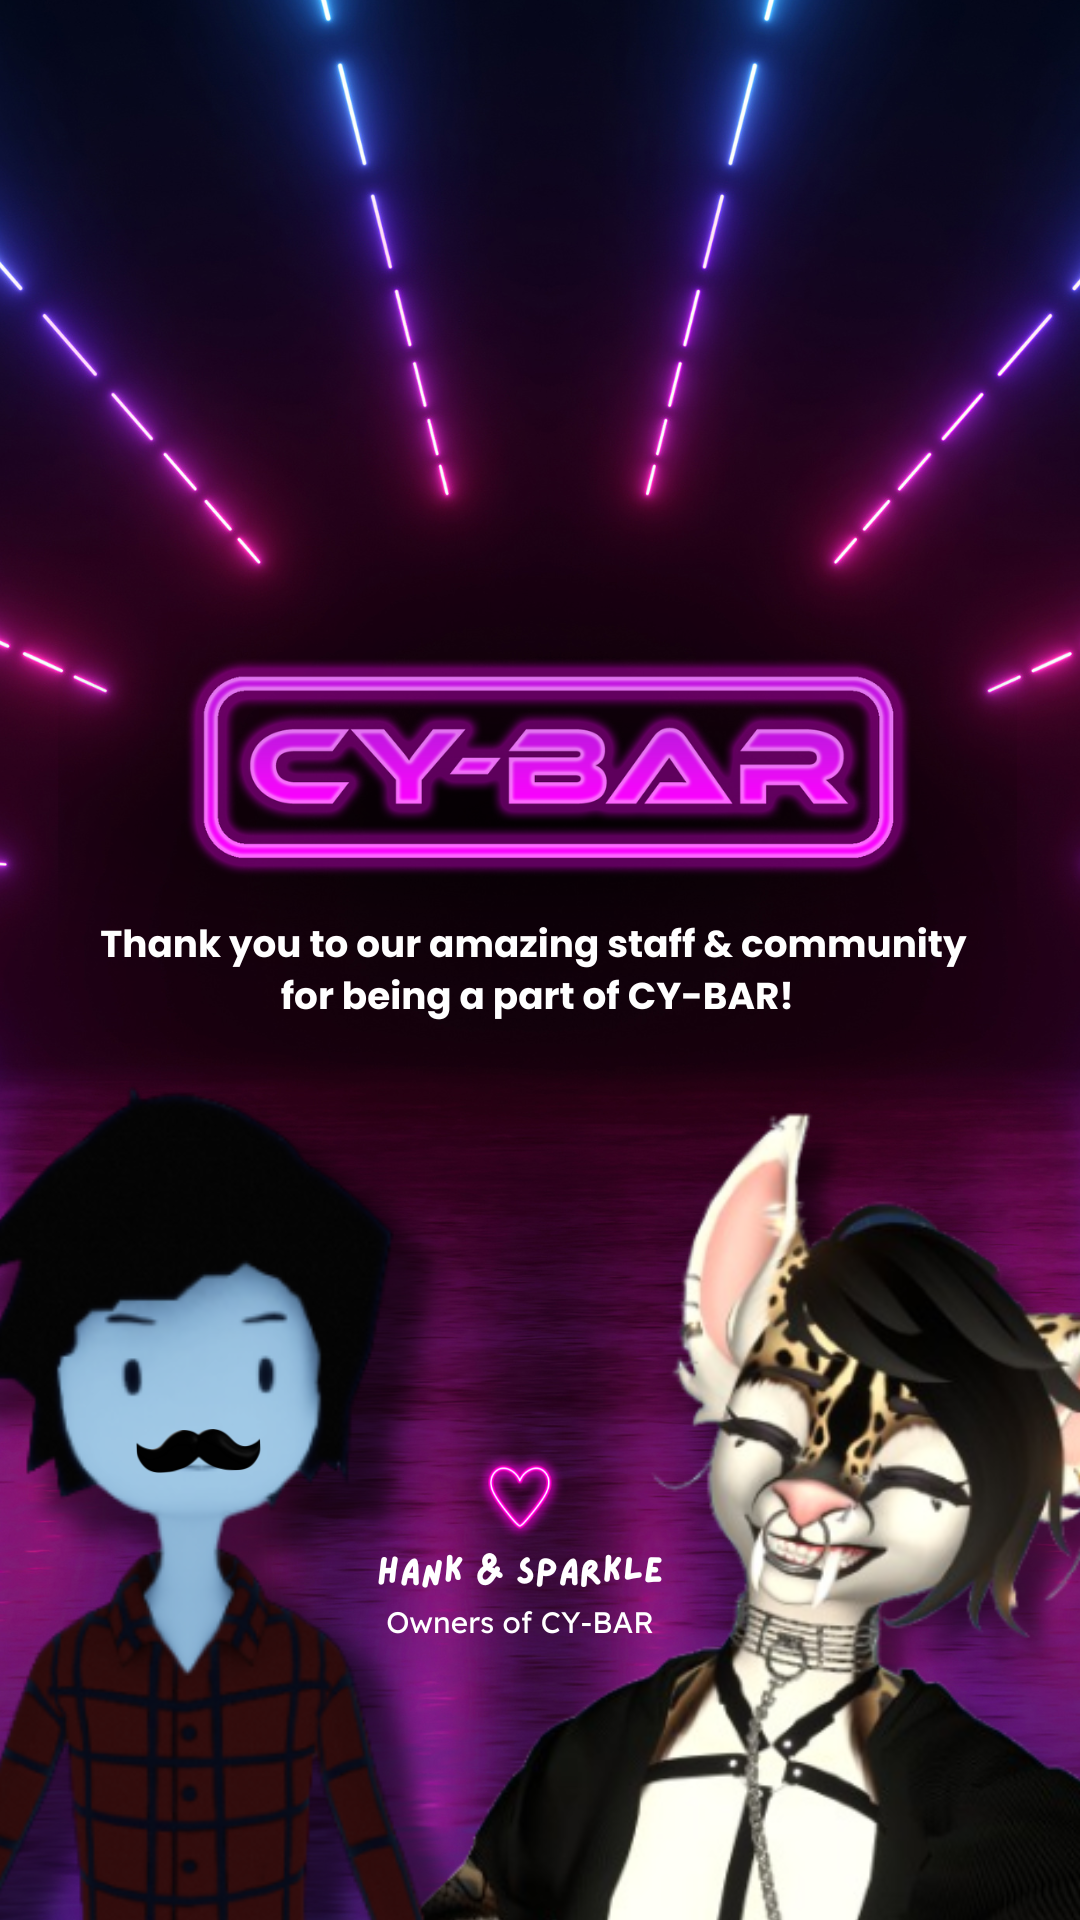 CY-BAR
Thank you to our amazing staff & community
for being a part of CY-BAR!
HANK & SPARKLE
Owners of CY-BAR